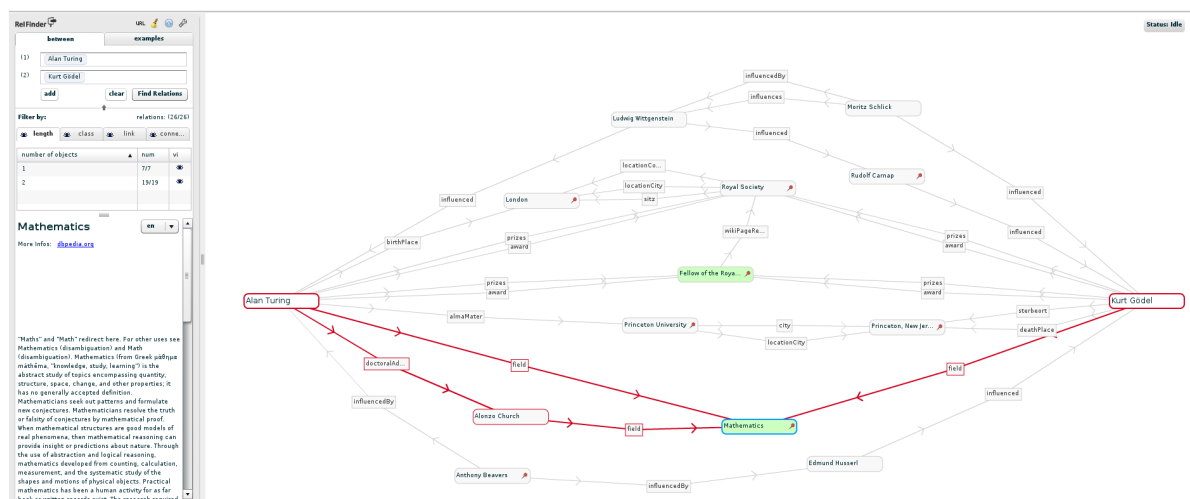 RelFinder
URL
between
examples
(1) Alan Turing
(2) Kurt Gödel
add
clear
Find Relations
Filter by:
relations: (26/26)
length
class
link
conne...
number of objects
num
vi
1
7/7
2
19/19
Mathematics
en
More Infos: dbpedia.org
"Maths" and "Math" redirect here. For other uses see
Mathematics (disambiguation) and Math
(disambiguation). Mathematics (from Greek μάθημα
máthēma, "knowledge, study, learning") is the
abstract study of topics encompassing quantity,
structure, space, change, and other properties; it
has no generally accepted definition.
Mathematicians seek out patterns and formulate
new conjectures. Mathematicians resolve the truth
or falsity of conjectures by mathematical proof.
When mathematical structures are good models of
real phenomena, then mathematical reasoning can
provide insight or predictions about nature. Through
the use of abstraction and logical reasoning,
mathematics developed from counting, calculation,
measurement, and the systematic study of the
shapes and motions of physical objects. Practical
mathematics has been a human activity for as far
Status: Idle
influencedBy
influences
Moritz Schlick
Ludwig Wittgenstein
influenced
locationCo...
Rudolf Carnap
locationCity
Royal Society
influenced
London
sitz
influenced
wikiPageRe...
influenced
birthPlace
prizes
award
prizes
award
Fellow of the Roya...
prizes
award
prizes
award
Alan Turing
Kurt Gödel
almaMater
Princeton University
city
Princeton, New Jer...
sterbeort
deathPlace
locationCity
doctoralAd...
field
field
influencedBy
influenced
Alonzo Church
field
Mathematics
Anthony Beavers
Edmund Husserl
influencedBy